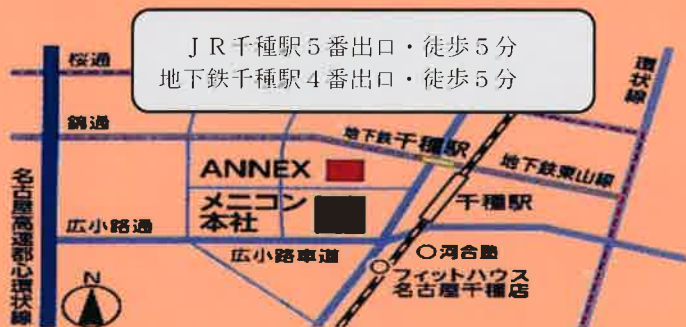 JR千種駅5番出口・徒歩5分
地下鉄千種駅4番出口・徒歩5分
桜通
錦通
環状線
地下鉄千種駅
地下鉄東山線
ANNEX
メニコン
本社
千種駅
名古屋高速都心環状線
広小路通
広小路車道
河合塾
フィットハウス
名古屋千種店
N